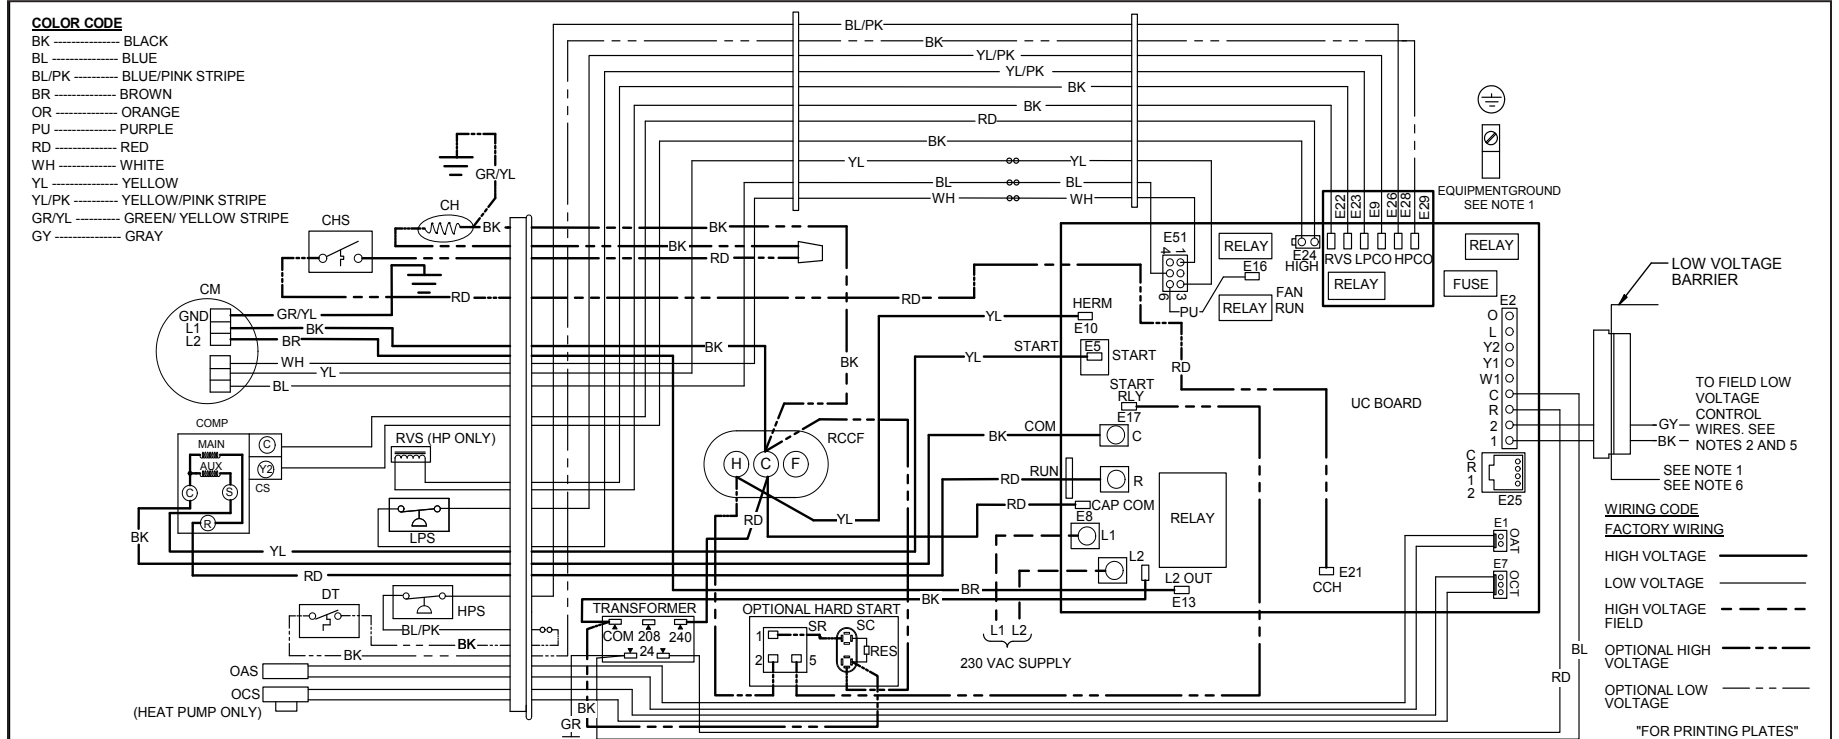 COLOR CODE
BK --------------- BLACK
BL --------------- BLUE
BL/PK ---------- BLUE/PINK STRIPE
BR -------------- BROWN
OR -------------- ORANGE
PU -------------- PURPLE
RD -------------- RED
WH ------------- WHITE
YL --------------- YELLOW
YL/PK ---------- YELLOW/PINK STRIPE
GR/YL ---------- GREEN/ YELLOW STRIPE
GY --------------- GRAY
BL/PK
BK
YL/PK
YL/PK
BK
BK
RD
BK
YL YL
BL BL
WH WH
GR/YL
CH
CHS
BK
BK
BK
RD
RD
RD
CM
GND
L1
L2
GR/YL
BK
BR
WH
YL
BL
BK
BK
COMP
MAIN
AUX
C
S
R
C
Y2
CS
RVS (HP ONLY)
LPS
BK
YL
RD
HPS
DT
BL/PK
BK
BK
OAS
OCS
(HEAT PUMP ONLY)
RCCF
H C F
RD
YL
YL
YL
BK
RD
RD
BR
BK
TRANSFORMER
COM 208 240
24
BK
GR
OPTIONAL HARD START
SR SC
1
2 5
RES
L1 L2
230 VAC SUPPLY
EQUIPMENTGROUND
SEE NOTE 1
E22
E23
E9
E26
E28
E29
RVS LPCO HPCO
RELAY
E24
HIGH
E51
4 1
6 3
PU
RELAY
E16
FAN
RELAY RUN
RELAY
FUSE
HERM
E10
START
E5
START
START
RLY
E17
RD
COM
C
RUN
R
CAP COM
E8
L1
L2
L2 OUT
E13
RELAY
UC BOARD
E21
CCH
E2
O
L
Y2
Y1
W1
C
R
2
1
C
R
1
2
E25
E1
OAT
E7
OCT
BL
RD
LOW VOLTAGE
BARRIER
GY
BK
TO FIELD LOW
VOLTAGE
CONTROL
WIRES. SEE
NOTES 2 AND 5
SEE NOTE 1
SEE NOTE 6
WIRING CODE
FACTORY WIRING
HIGH VOLTAGE
LOW VOLTAGE
HIGH VOLTAGE
FIELD
OPTIONAL HIGH
VOLTAGE
OPTIONAL LOW
VOLTAGE
"FOR PRINTING PLATES"